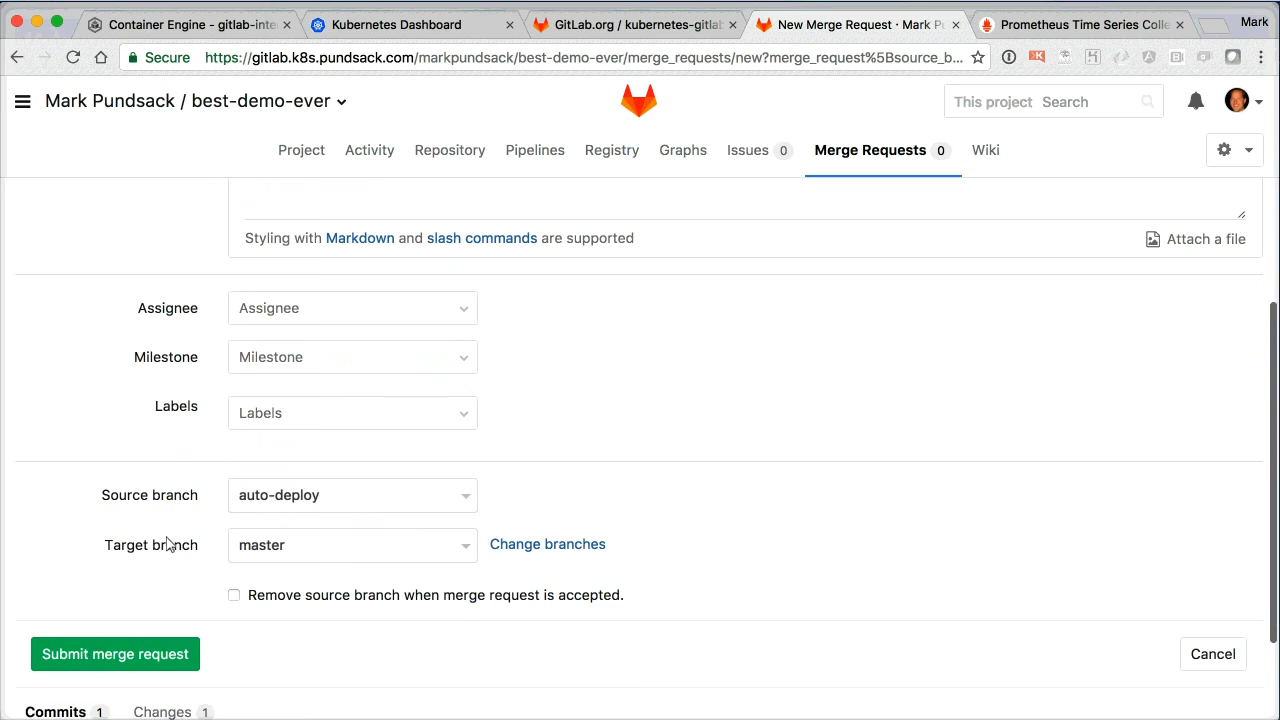 Container Engine - gitlab-inte
Kubernetes Dashboard
GitLab.org / kubernetes-gitlab
New Merge Request · Mark P
Prometheus Time Series Colle
Mark
Secure https://gitlab.k8s.pundsack.com/markpundsack/best-demo-ever/merge_requests/new?merge_request%5Bsource_b...
Mark Pundsack / best-demo-ever
This project Search
Project Activity Repository Pipelines Registry Graphs Issues 0 Merge Requests 0 Wiki
Styling with Markdown and slash commands are supported
Attach a file
Assignee Assignee
Milestone Milestone
Labels Labels
Source branch auto-deploy
Target branch master Change branches
Remove source branch when merge request is accepted.
Submit merge request Cancel
Commits 1 Changes 1